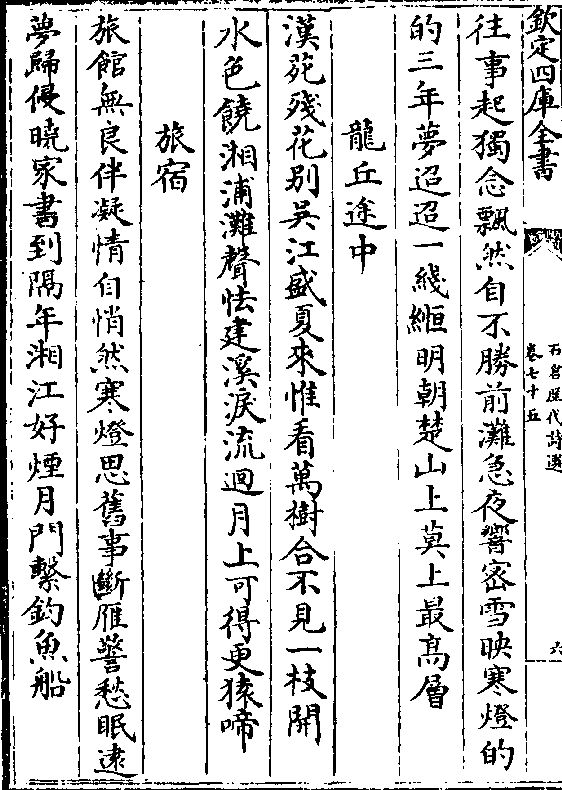 欽定四庫全書
石倉歷代詩選
卷七十五
六
往事起獨念飄然自不勝前灘急夜響密雪映寒燈的
的三年夢迢迢一綫縆明朝楚山上莫上最高層
龍丘途中
漢苑殘花别吳江盛夏來惟看萬樹合不見一枝開
水色饒湘浦灘聲怯建溪淚流迴月上可得更猿啼
旅宿
旅館無良伴凝情自悄然寒燈思舊事斷雁警愁眠逺
夢歸侵曉家書到隔年湘江好煙月門繫釣魚船